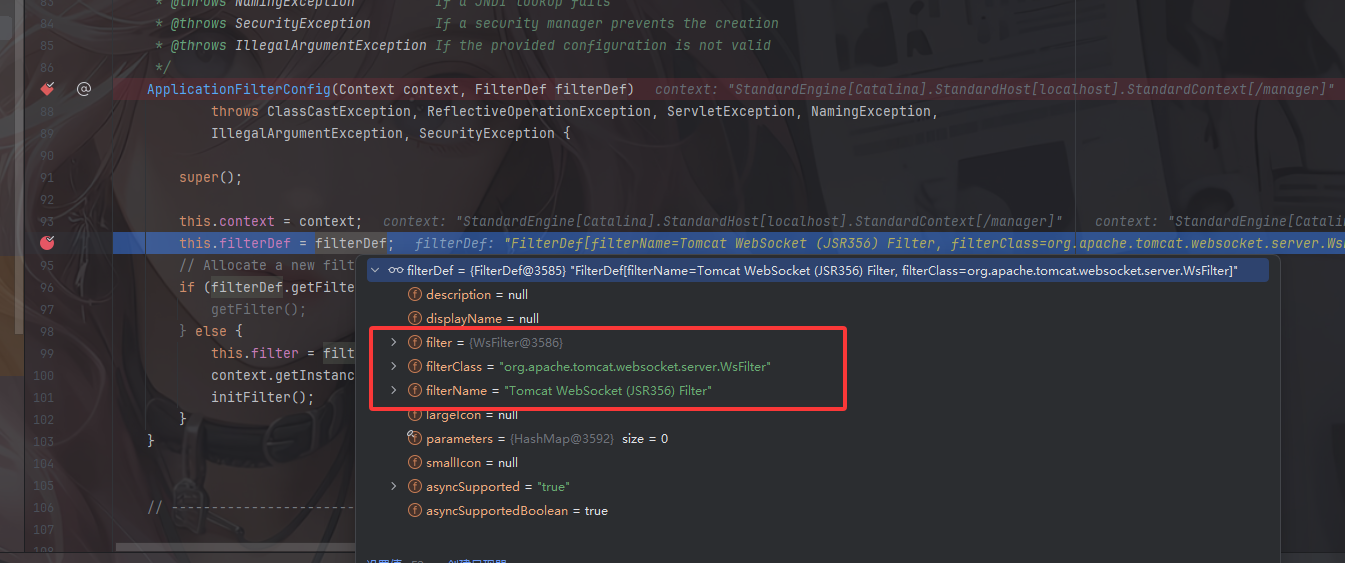 83 * @throws NamingException If a JNDI lookup fails
84 * @throws SecurityException If a security manager prevents the creation
85 * @throws IllegalArgumentException If the provided configuration is not valid
86 */
@ ApplicationFilterConfig(Context context, FilterDef filterDef) context: "StandardEngine[Catalina].StandardHost[localhost].StandardContext[/manager]"
88 throws ClassCastException, ReflectiveOperationException, ServletException, NamingException,
89 IllegalArgumentException, SecurityException {
90
91 super();
92
93 this.context = context; context: "StandardEngine[Catalina].StandardHost[localhost].StandardContext[/manager]" context: "StandardEngine[Catalina
this.filterDef = filterDef; filterDef: "FilterDef[filterName=Tomcat WebSocket (JSR356) Filter, filterClass=org.apache.tomcat.websocket.server.Ws
95 // Allocate a new filt
96 if (filterDef.getFilte
97 getFilter();
98 } else {
99 this.filter = filt
100 context.getInstanc
101 initFilter();
102 }
103 }
104
105
106 // ------------------------
107
108
filterDef = {FilterDef@3585} "FilterDef[filterName=Tomcat WebSocket (JSR356) Filter, filterClass=org.apache.tomcat.websocket.server.WsFilter]"
description = null
displayName = null
filter = {WsFilter@3586}
filterClass = "org.apache.tomcat.websocket.server.WsFilter"
filterName = "Tomcat WebSocket (JSR356) Filter"
largeIcon = null
parameters = {HashMap@3592} size = 0
smallIcon = null
asyncSupported = "true"
asyncSupportedBoolean = true